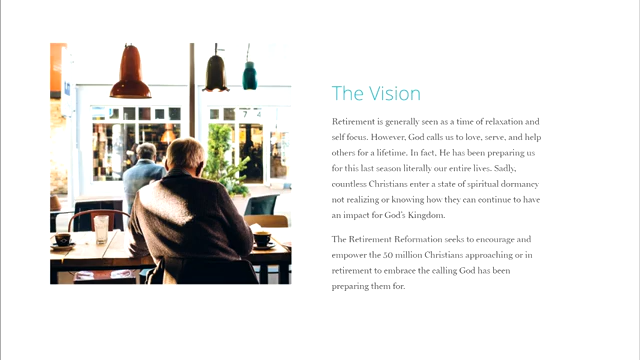 The Vision
Retirement is generally seen as a time of relaxation and
self focus. However, God calls us to love, serve, and help
others for a lifetime. In fact, He has been preparing us
for this last season literally our entire lives. Sadly,
countless Christians enter a state of spiritual dormancy
not realizing or knowing how they can continue to have
an impact for God's Kingdom.
The Retirement Reformation seeks to encourage and
empower the 50 million Christians approaching or in
retirement to embrace the calling God has been
preparing them for.